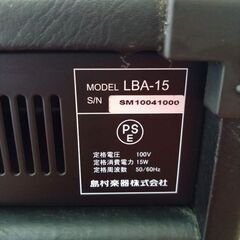 MODEL LBA-15
S/N SM10041000
PS
E
定格電圧 100V
定格消費電力 15W
定格周波数 50/60Hz
島村楽器株式会社